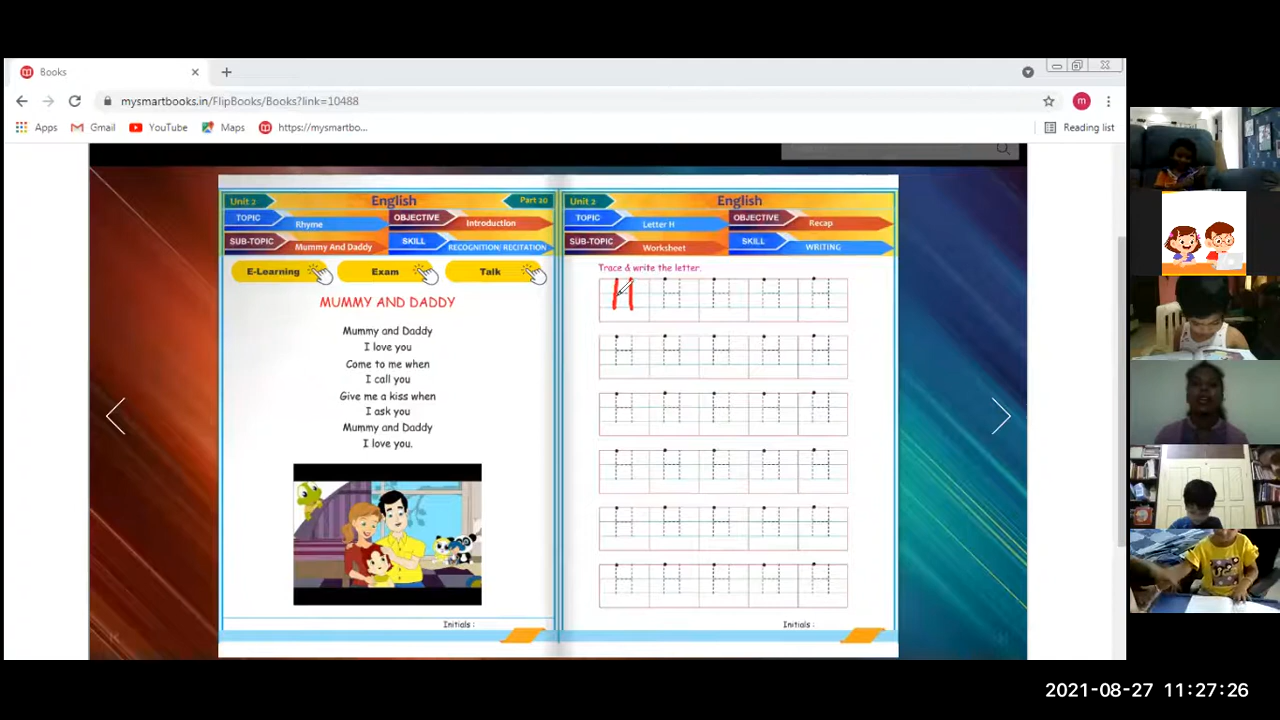 Books
mysmartbooks.in/FlipBooks/Books?link=10488
m
Apps
Gmail
YouTube
Maps
https://mysmartbo...
Reading list
Unit 2
English
Part 20
TOPIC
Rhyme
OBJECTIVE
Introduction
SUB-TOPIC
Mummy And Daddy
SKILL
RECOGNITION/RECITATION
E-Learning
Exam
Talk
MUMMY AND DADDY
Mummy and Daddy
I love you
Come to me when
I call you
Give me a kiss when
I ask you
Mummy and Daddy
I love you.
Initials :
Unit 2
English
TOPIC
Letter H
OBJECTIVE
Recap
SUB-TOPIC
Worksheet
SKILL
WRITING
Trace & write the letter.
H H H H H
H H H H H
H H H H H
H H H H H
H H H H H
H H H H H
Initials :
2021-08-27 11:27:26